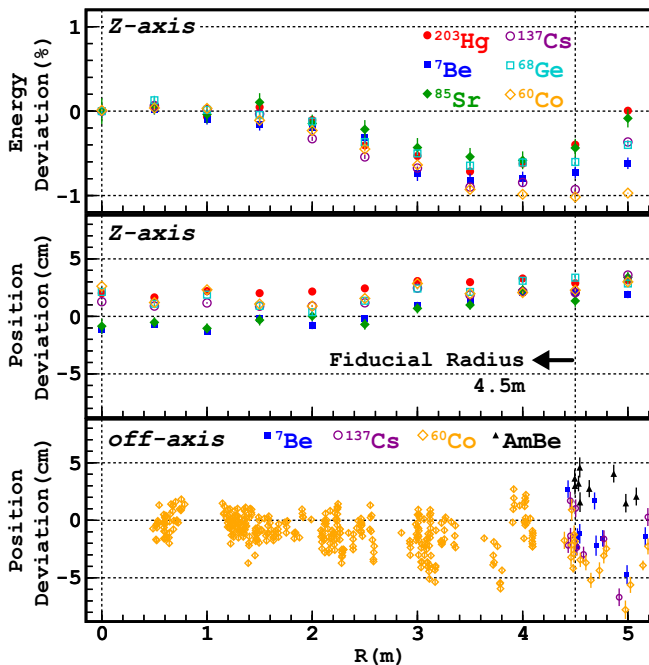 Z-axis
²⁰³Hg ¹³⁷Cs
⁷Be ⁶⁸Ge
⁸⁵Sr ⁶⁰Co
Energy
Deviation(%)
0
−1
Z-axis
Position
Deviation(cm)
5
0
−5
Fiducial Radius
4.5m
off-axis ⁷Be ¹³⁷Cs ⁶⁰Co AmBe
Position
Deviation(cm)
5
0
−5
0 1 2 3 4 5
R(m)